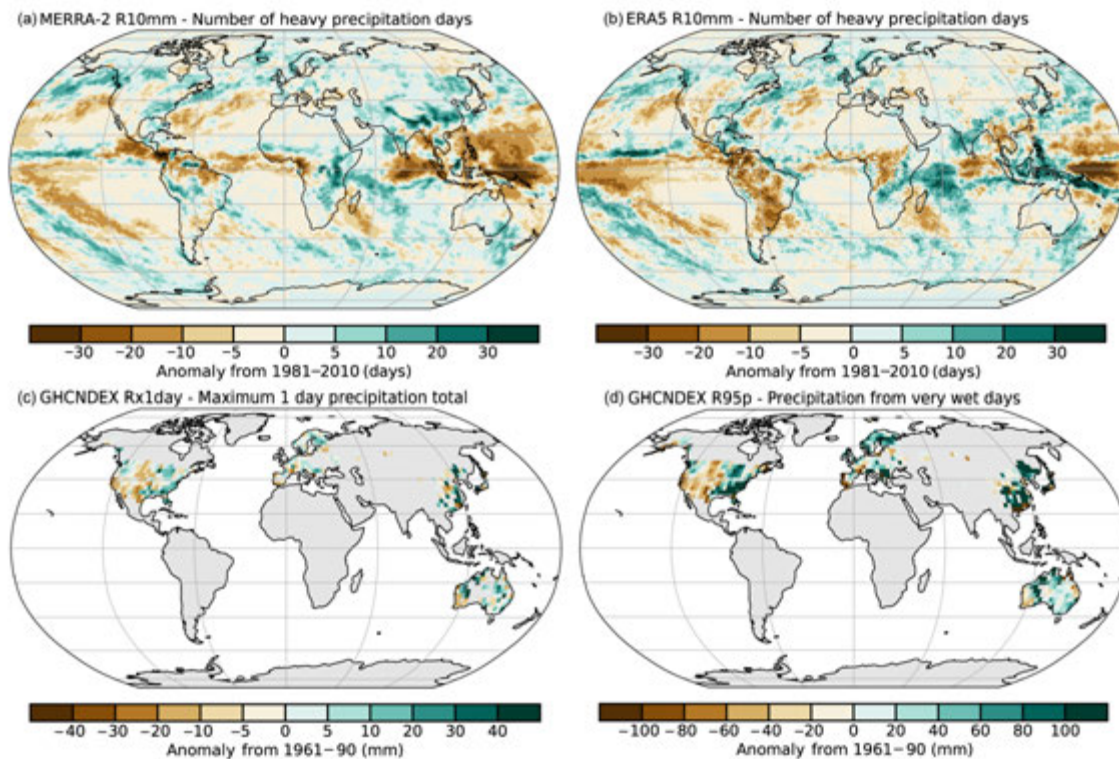 (a) MERRA-2 R10mm - Number of heavy precipitation days
(b) ERA5 R10mm - Number of heavy precipitation days
−30 −20 −10 −5 0 5 10 20 30
Anomaly from 1981−2010 (days)
−30 −20 −10 −5 0 5 10 20 30
Anomaly from 1981−2010 (days)
(c) GHCNDEX Rx1day - Maximum 1 day precipitation total
(d) GHCNDEX R95p - Precipitation from very wet days
−40 −20 −10 −5 0 5 10 20 30 40
Anomaly from 1961−90 (mm)
−100 −80 −60 −40 −20 0 20 40 60 80 100
Anomaly from 1961−90 (mm)